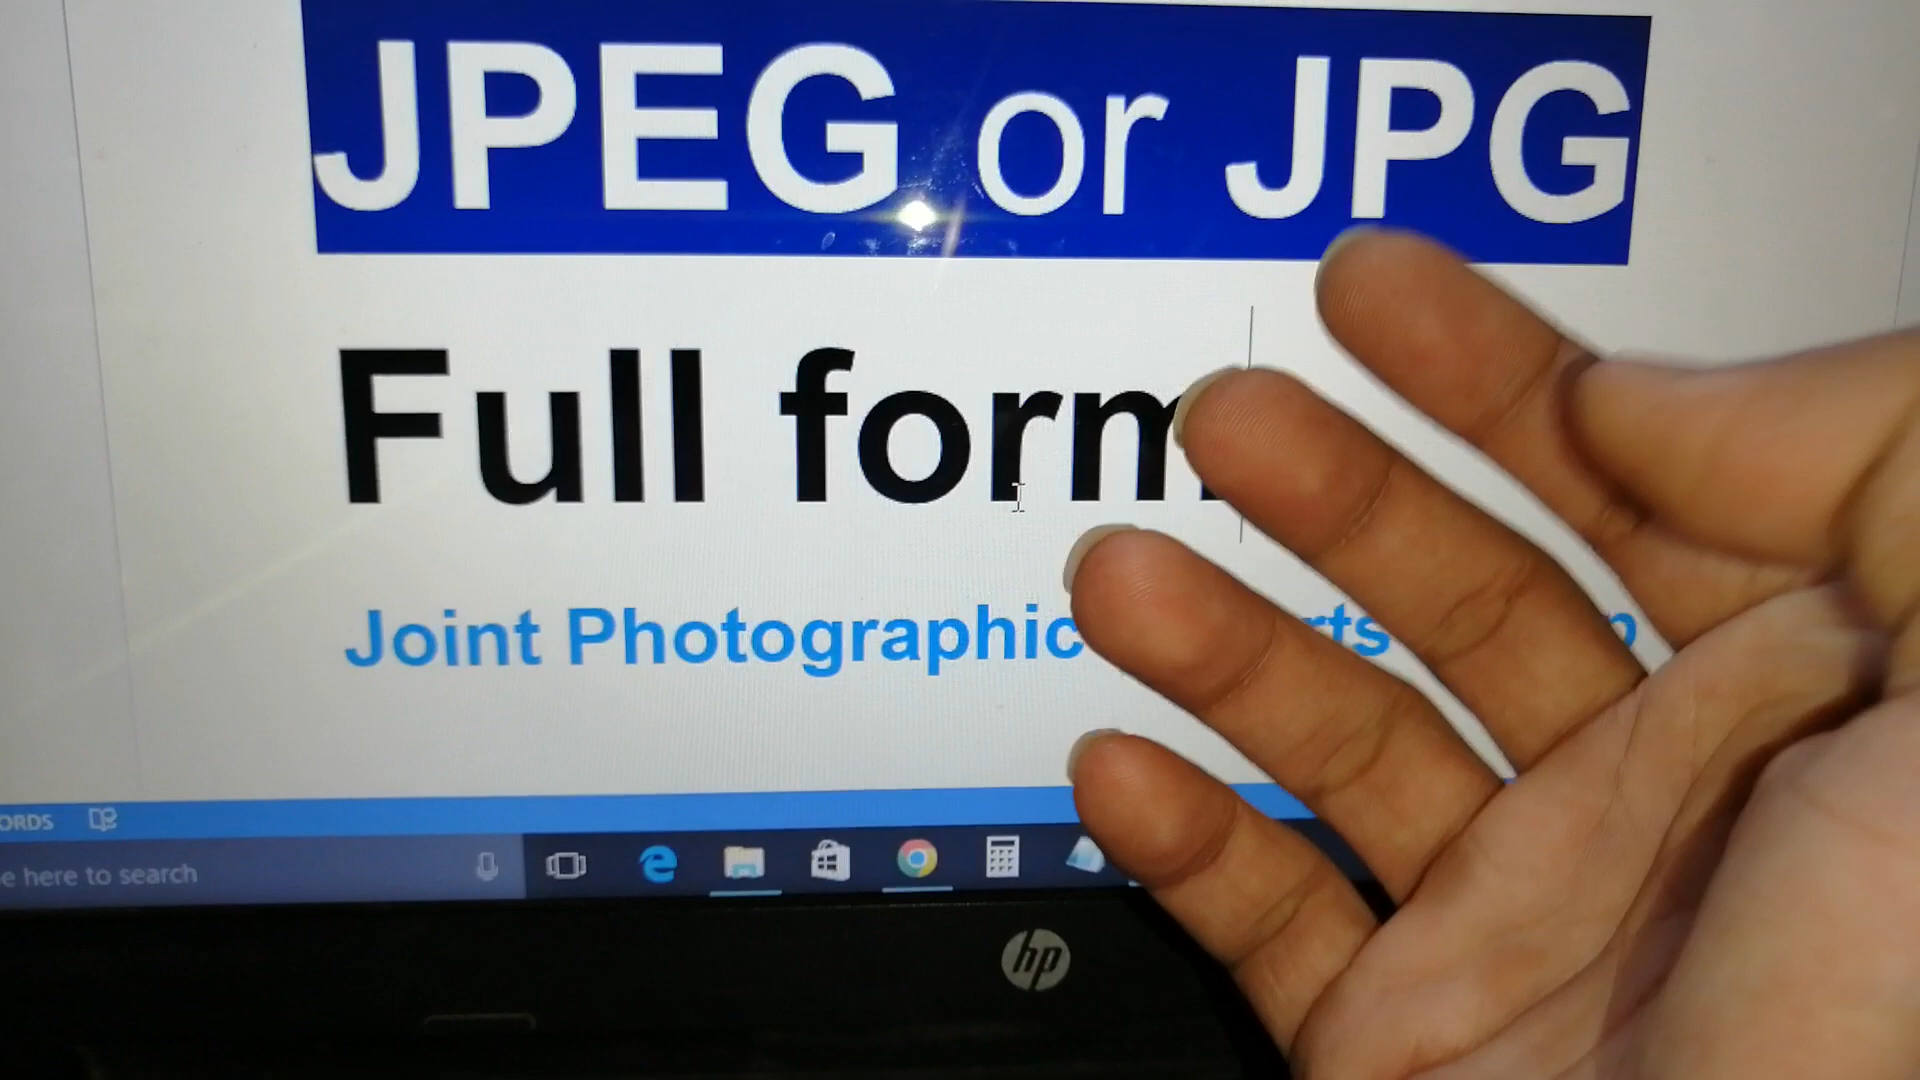 JPEG or JPG
Full form
Joint Photographic
ORDS
e here to search
hp